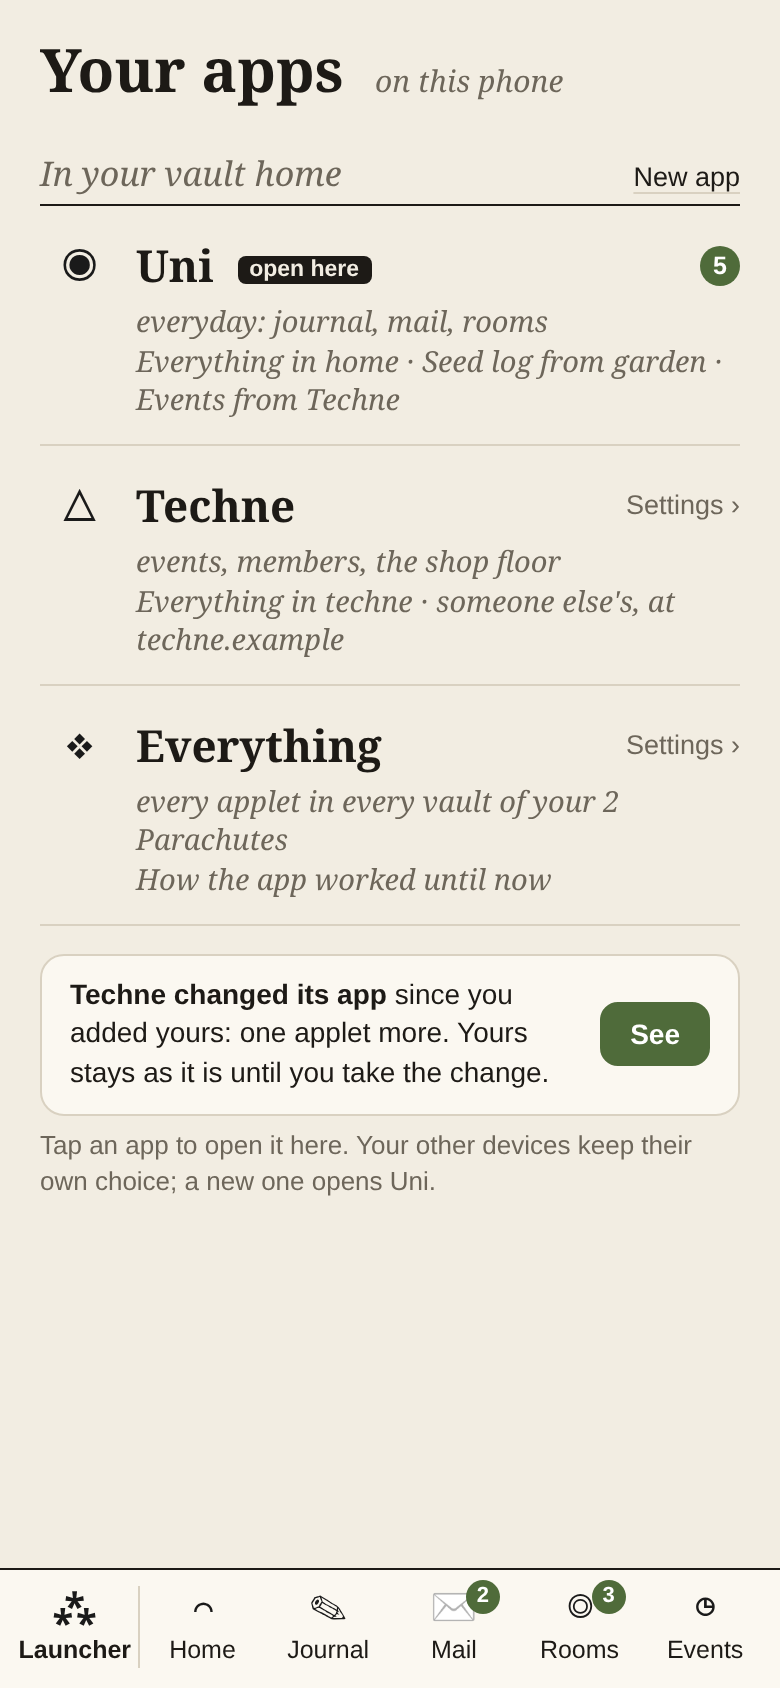 Your apps on this phone
In your vault home New app
Uni open here 5
everyday: journal, mail, rooms
Everything in home · Seed log from garden ·
Events from Techne
Techne Settings ›
events, members, the shop floor
Everything in techne · someone else's, at
techne.example
Everything Settings ›
every applet in every vault of your 2
Parachutes
How the app worked until now
Techne changed its app since you
added yours: one applet more. Yours
stays as it is until you take the change.
See
Tap an app to open it here. Your other devices keep their
own choice; a new one opens Uni.
2 3
Launcher Home Journal Mail Rooms Events